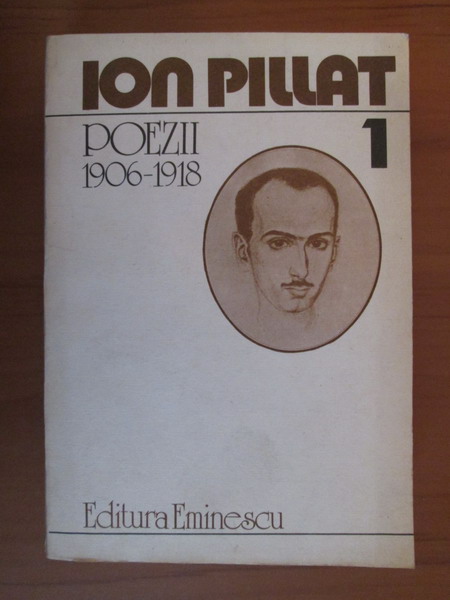 ION PILLAT
POEZII
1906-1918
1
Editura Eminescu